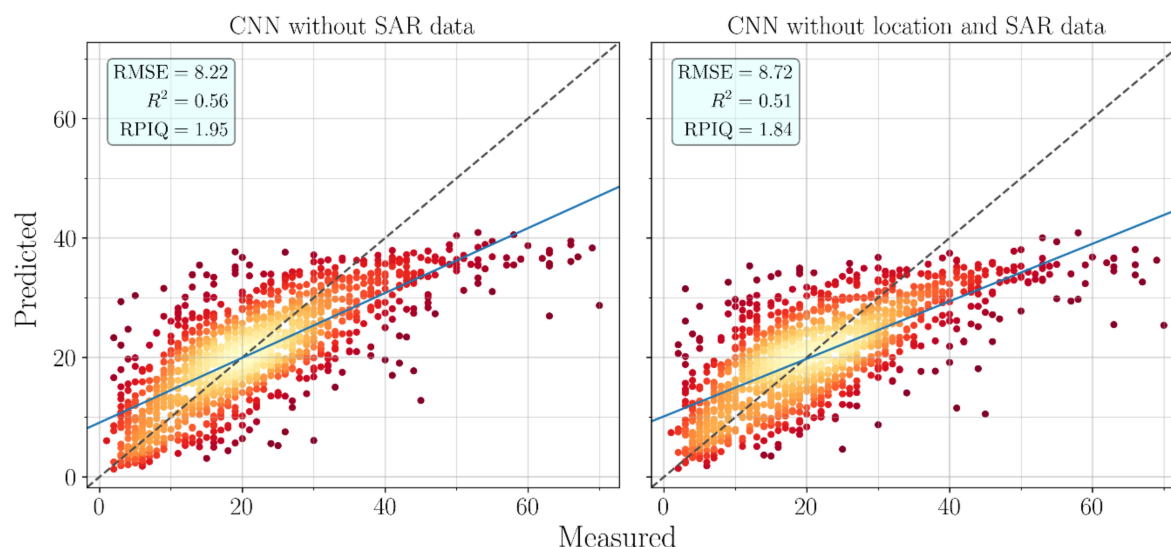 CNN without SAR data
CNN without location and SAR data
RMSE = 8.22
R² = 0.56
RPIQ = 1.95
RMSE = 8.72
R² = 0.51
RPIQ = 1.84
Predicted
60
40
20
0
0 20 40 60
0 20 40 60
Measured